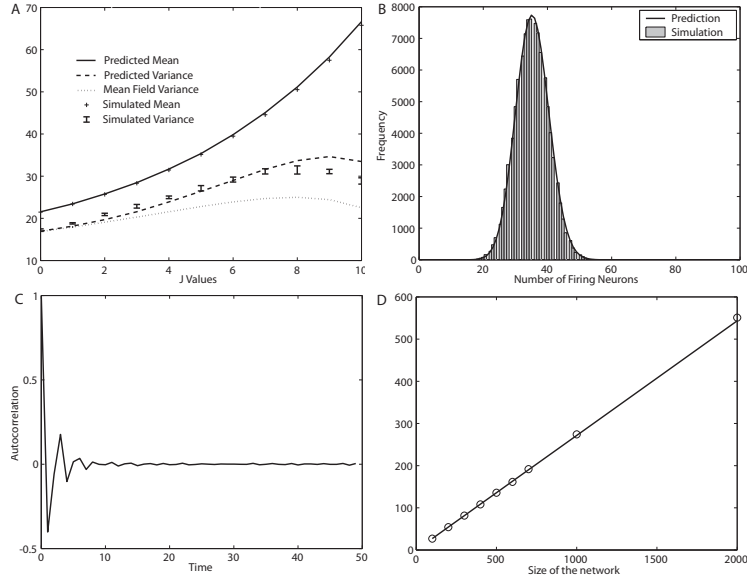 A
70
60
50
40
30
20
10
Predicted Mean
Predicted Variance
Mean Field Variance
Simulated Mean
Simulated Variance
0 2 4 6 8 10
J Values
B
8000
7000
6000
5000
4000
3000
2000
1000
0
Frequency
Prediction
Simulation
0 20 40 60 80 100
Number of Firing Neurons
C
1
0.5
0
-0.5
Autocorrelation
0 10 20 30 40 50
Time
D
600
500
400
300
200
100
0
0 500 1000 1500 2000
Size of the network